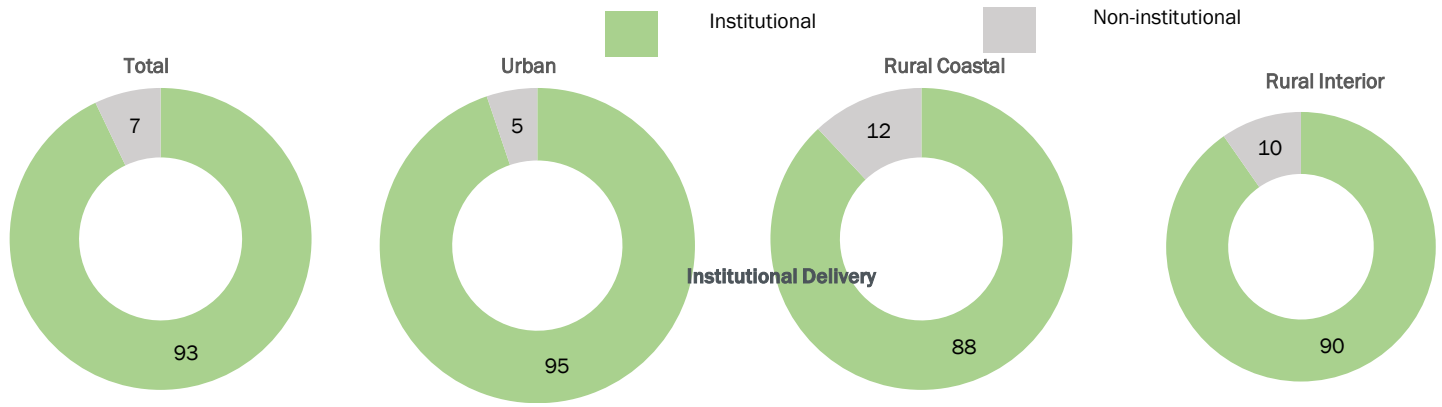 Institutional
Non-institutional
Total
Urban
Rural Coastal
Rural Interior
7
5
12
10
Institutional Delivery
93
95
88
90